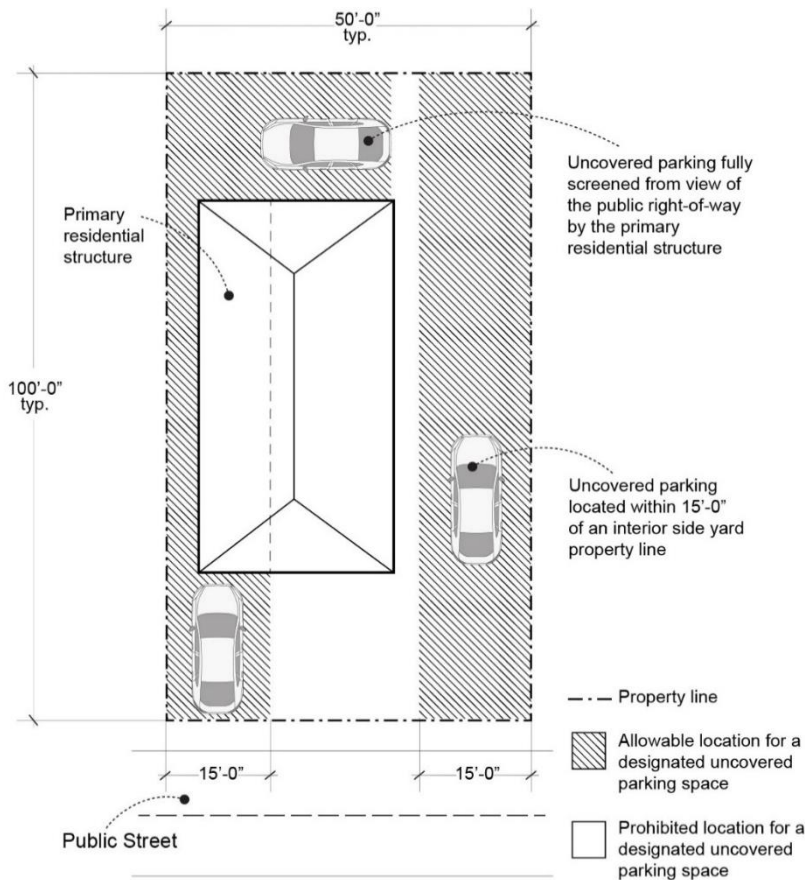 50’-0”
typ.
Uncovered parking fully
screened from view of
the public right-of-way
by the primary
residential structure
Primary
residential
structure
100’-0”
typ.
Uncovered parking
located within 15’-0”
of an interior side yard
property line
Property line
Allowable location for a
designated uncovered
parking space
15’-0”
15’-0”
Public Street
Prohibited location for a
designated uncovered
parking space